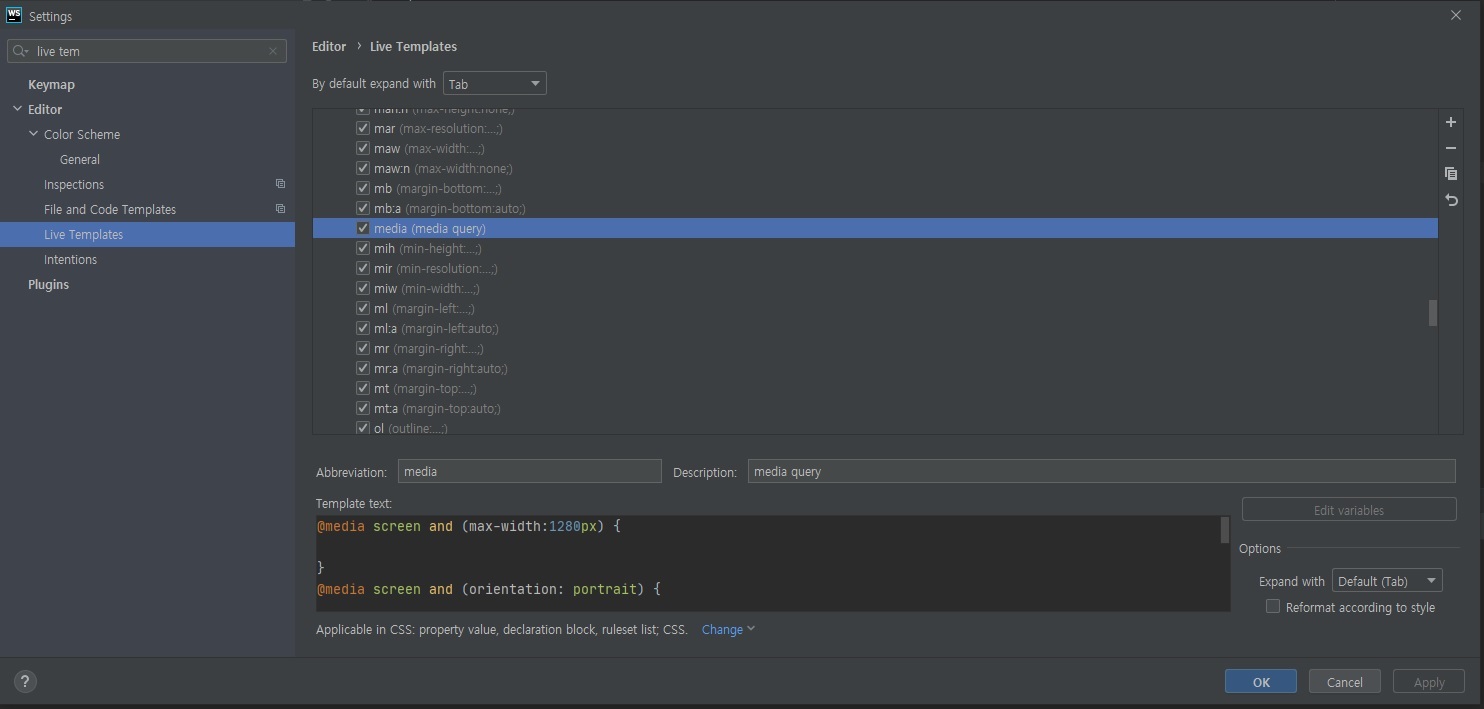 WS Settings
live tem
Keymap
Editor
Color Scheme
General
Inspections
File and Code Templates
Live Templates
Intentions
Plugins
Editor › Live Templates
By default expand with Tab
mar (max-resolution:...;)
maw (max-width:...;)
maw:n (max-width:none;)
mb (margin-bottom:...;)
mb:a (margin-bottom:auto;)
media (media query)
mih (min-height:...;)
mir (min-resolution:...;)
miw (min-width:...;)
ml (margin-left:...;)
ml:a (margin-left:auto;)
mr (margin-right:...;)
mr:a (margin-right:auto;)
mt (margin-top:...;)
mt:a (margin-top:auto;)
ol (outline:...;)
Abbreviation: media Description: media query
Template text:
@media screen and (max-width:1280px) {
}
@media screen and (orientation: portrait) {
Edit variables
Options
Expand with Default (Tab)
Reformat according to style
Applicable in CSS: property value, declaration block, ruleset list; CSS. Change
? OK Cancel Apply